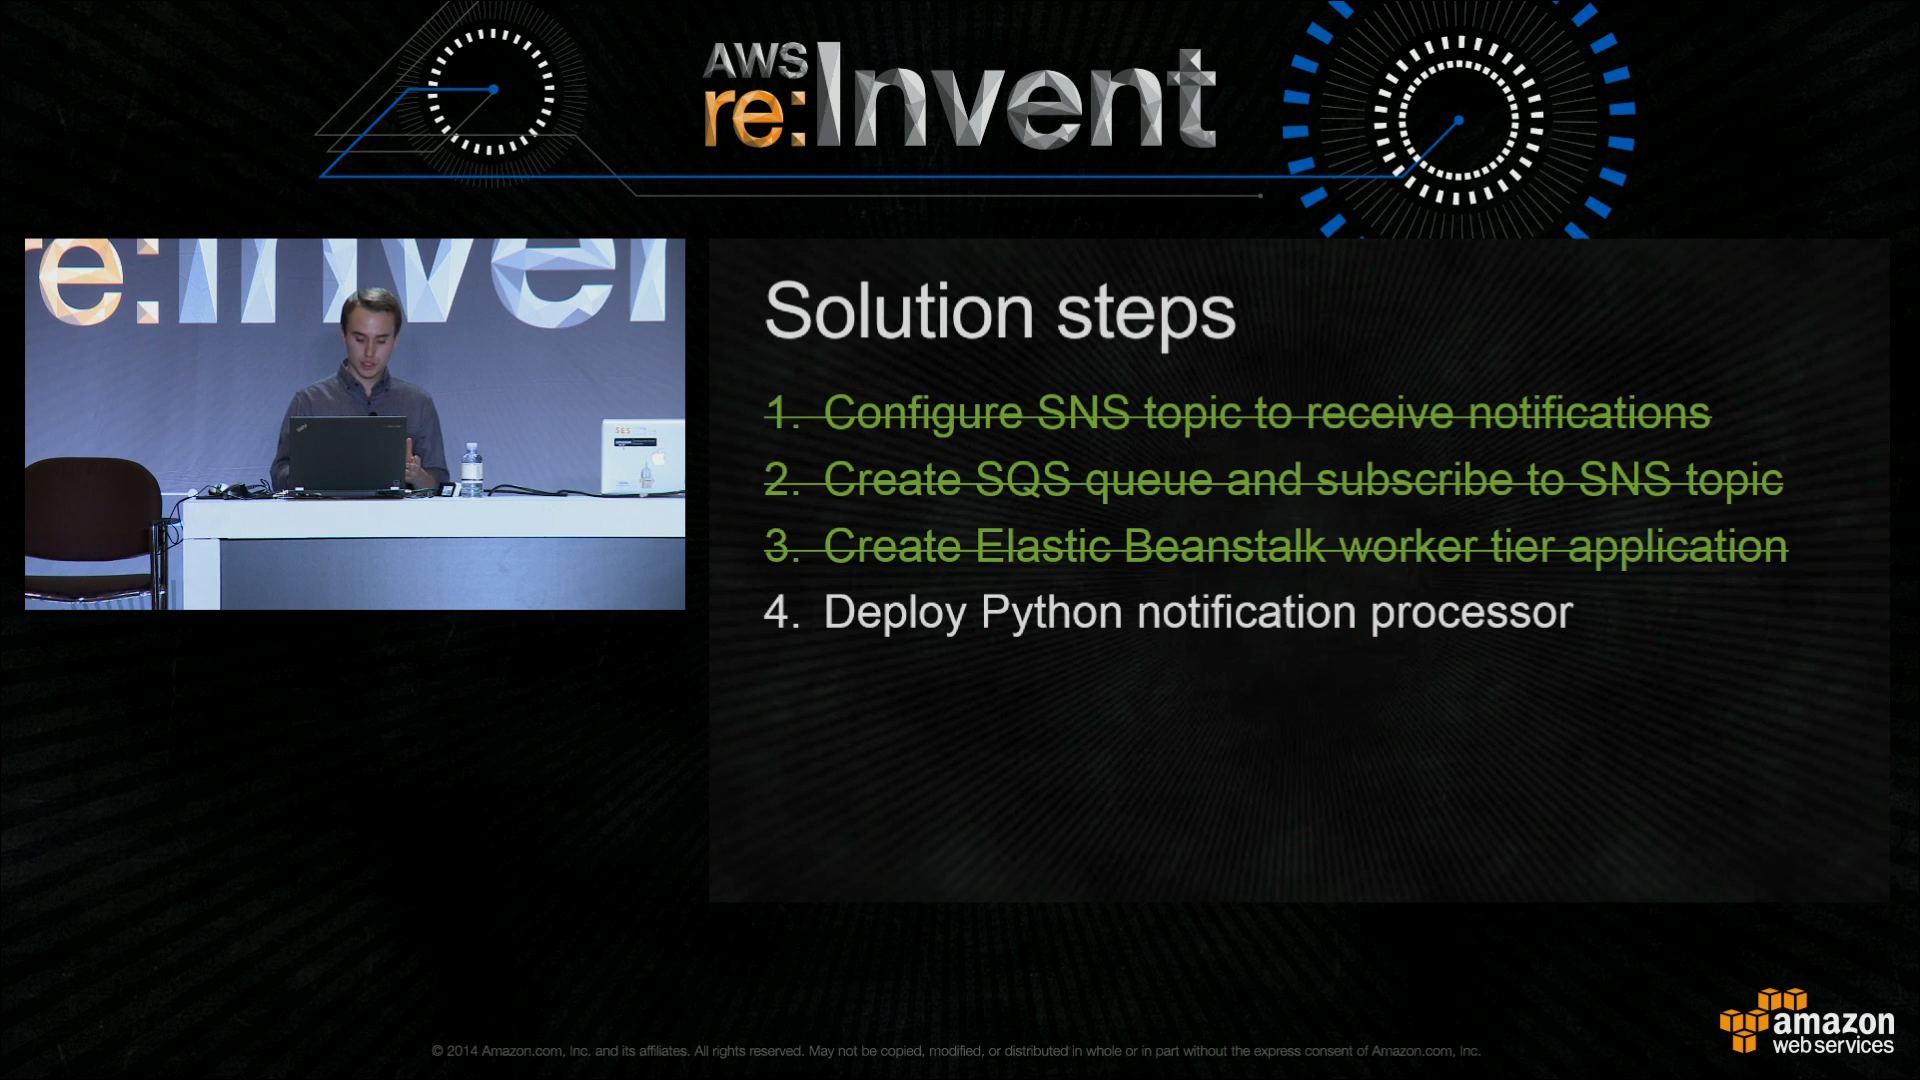 AWS
re:Invent
re:Inven
Solution steps
1. Configure SNS topic to receive notifications
2. Create SQS queue and subscribe to SNS topic
3. Create Elastic Beanstalk worker tier application
4. Deploy Python notification processor
SES
© 2014 Amazon.com, Inc. and its affiliates. All rights reserved. May not be copied, modified, or distributed in whole or in part without the express consent of Amazon.com, Inc.
amazon
web services